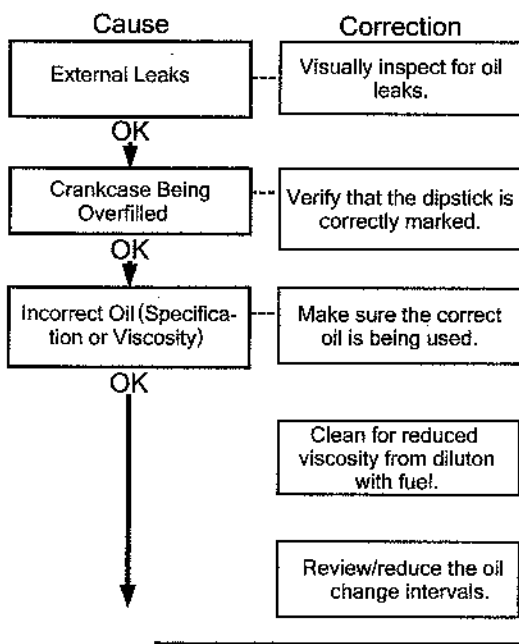 Cause
Correction
External Leaks
Visually inspect for oil
leaks.
OK
Crankcase Being
Overfilled
Verify that the dipstick is
correctly marked.
OK
Incorrect Oil (Specifica-
tion or Viscosity)
Make sure the correct
oil is being used.
OK
Clean for reduced
viscosity from diluton
with fuel.
Review/reduce the oil
change intervals.